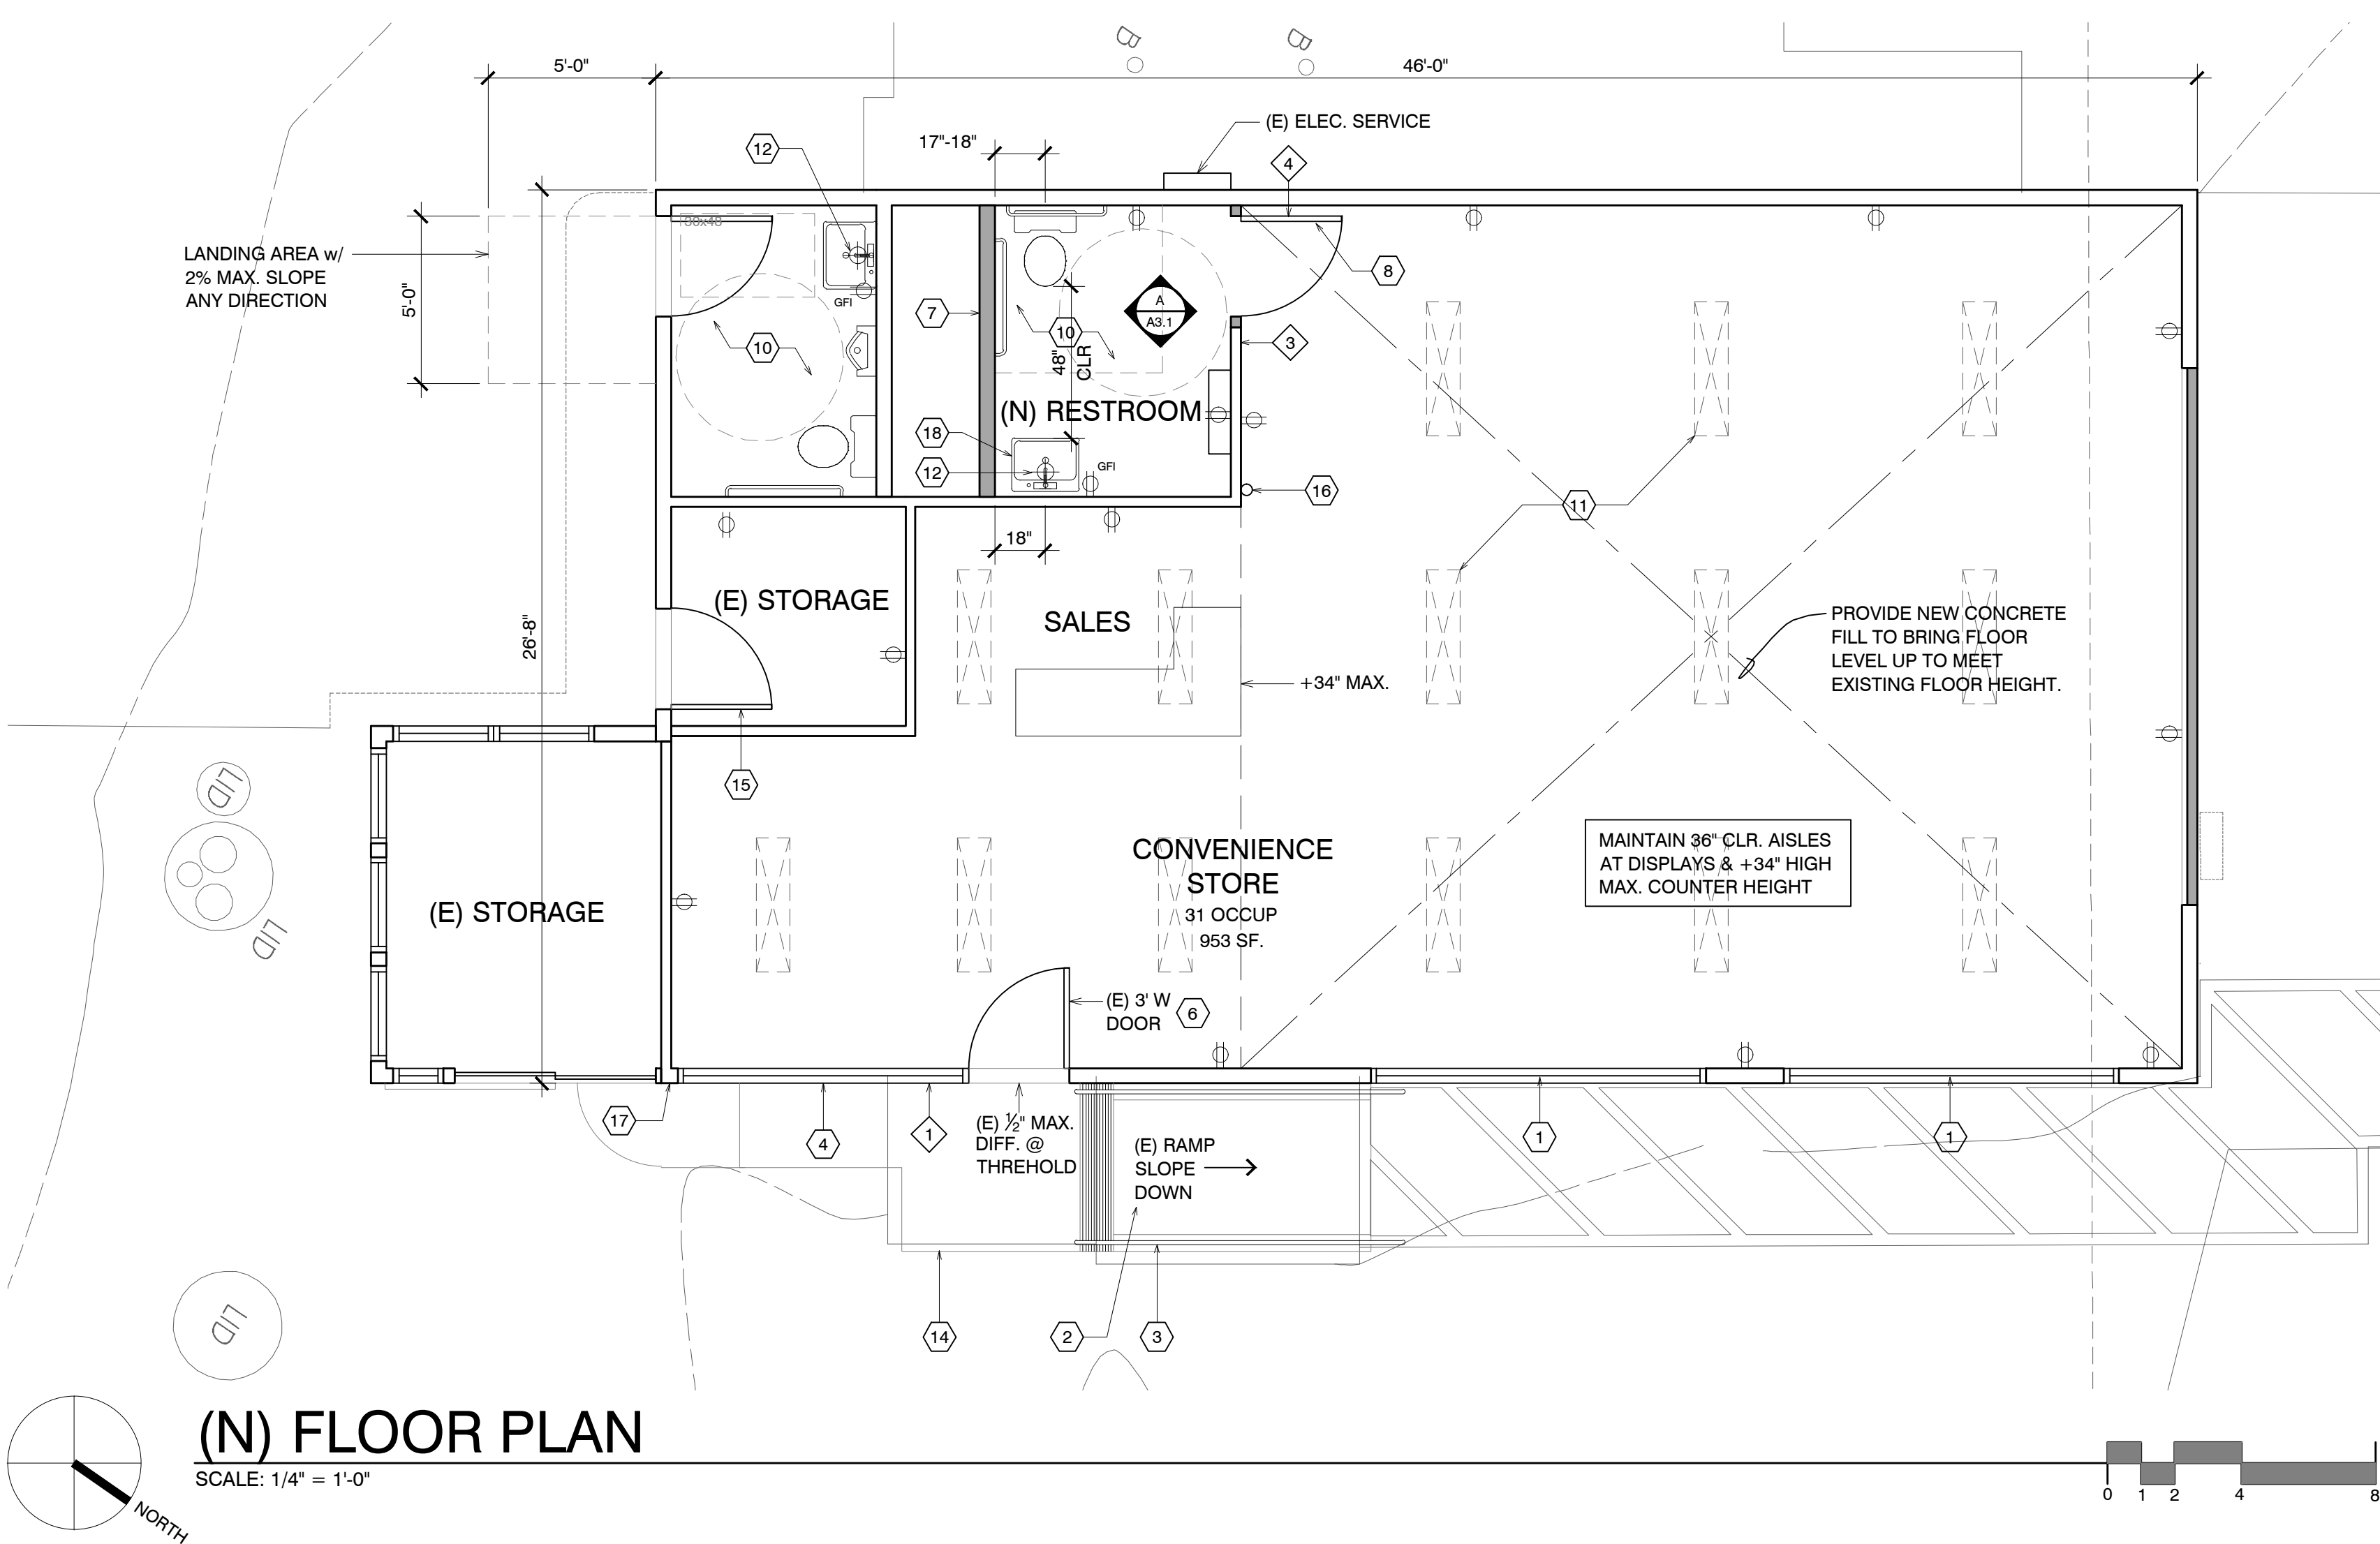 B
B
5'-0"
46'-0"
(E) ELEC. SERVICE
17"-18"
12
4
30x48
LANDING AREA w/
2% MAX. SLOPE
ANY DIRECTION
5'-0"
8
GFI
7
A
A3.1
10
10
3
48"
CLR
(N) RESTROOM
18
12
GFI
16
11
18"
26'-8"
(E) STORAGE
SALES
PROVIDE NEW CONCRETE
FILL TO BRING FLOOR
LEVEL UP TO MEET
EXISTING FLOOR HEIGHT.
+34" MAX.
15
LID
CONVENIENCE
STORE
31 OCCUP
953 SF.
MAINTAIN 36" CLR. AISLES
AT DISPLAYS & +34" HIGH
MAX. COUNTER HEIGHT
(E) STORAGE
LID
(E) 3' W
DOOR
6
17
4
1
(E) ½" MAX.
DIFF. @
THREHOLD
(E) RAMP
SLOPE
DOWN
1
1
LID
14
2
3
(N) FLOOR PLAN
SCALE: 1/4" = 1'-0"
NORTH
0 1 2 4 8